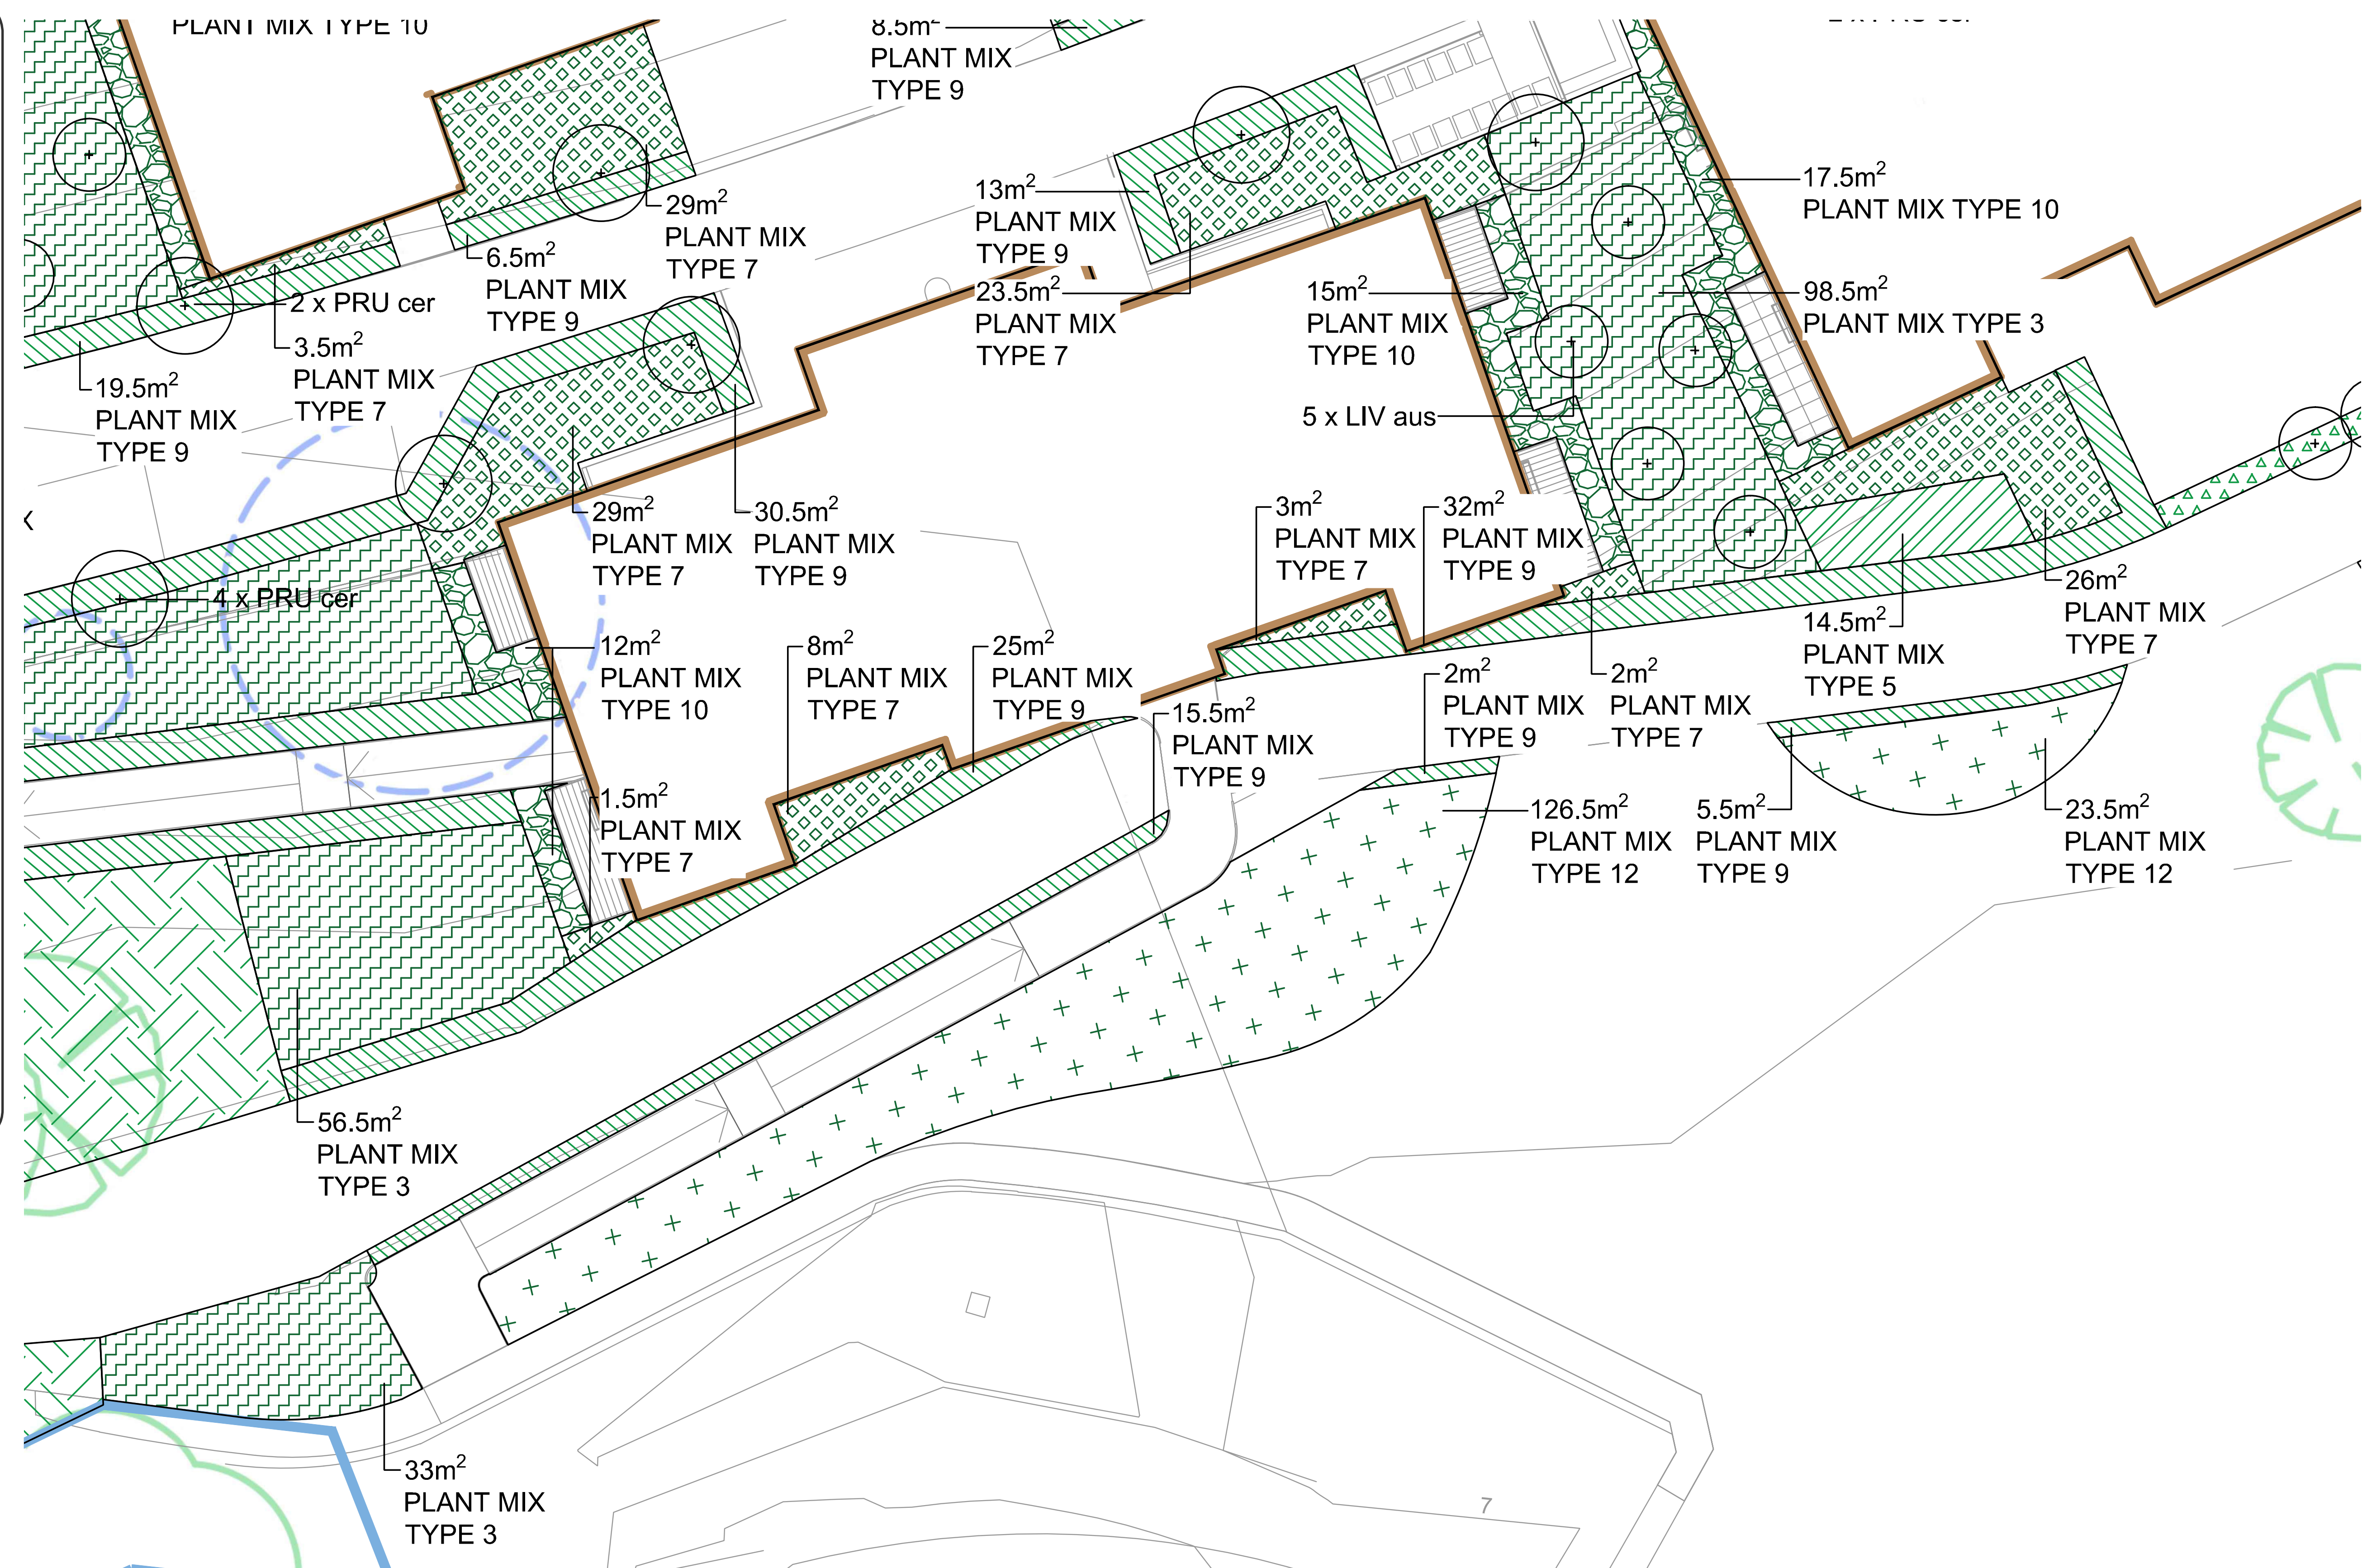 PLANT MIX TYPE 10
8.5m²
PLANT MIX
TYPE 9
29m²
PLANT MIX
TYPE 7
6.5m²
PLANT MIX
TYPE 9
2 x PRU cer
3.5m²
PLANT MIX
TYPE 7
19.5m²
PLANT MIX
TYPE 9
13m²
PLANT MIX
TYPE 9
23.5m²
PLANT MIX
TYPE 7
15m²
PLANT MIX
TYPE 10
17.5m²
PLANT MIX TYPE 10
98.5m²
PLANT MIX TYPE 3
5 x LIV aus
29m²
PLANT MIX
TYPE 7
30.5m²
PLANT MIX
TYPE 9
3m²
PLANT MIX
TYPE 7
32m²
PLANT MIX
TYPE 9
4 x PRU cer
12m²
PLANT MIX
TYPE 10
8m²
PLANT MIX
TYPE 7
25m²
PLANT MIX
TYPE 9
15.5m²
PLANT MIX
TYPE 9
2m²
PLANT MIX
TYPE 9
2m²
PLANT MIX
TYPE 7
14.5m²
PLANT MIX
TYPE 5
26m²
PLANT MIX
TYPE 7
1.5m²
PLANT MIX
TYPE 7
126.5m²
PLANT MIX
TYPE 12
5.5m²
PLANT MIX
TYPE 9
23.5m²
PLANT MIX
TYPE 12
56.5m²
PLANT MIX
TYPE 3
33m²
PLANT MIX
TYPE 3
7